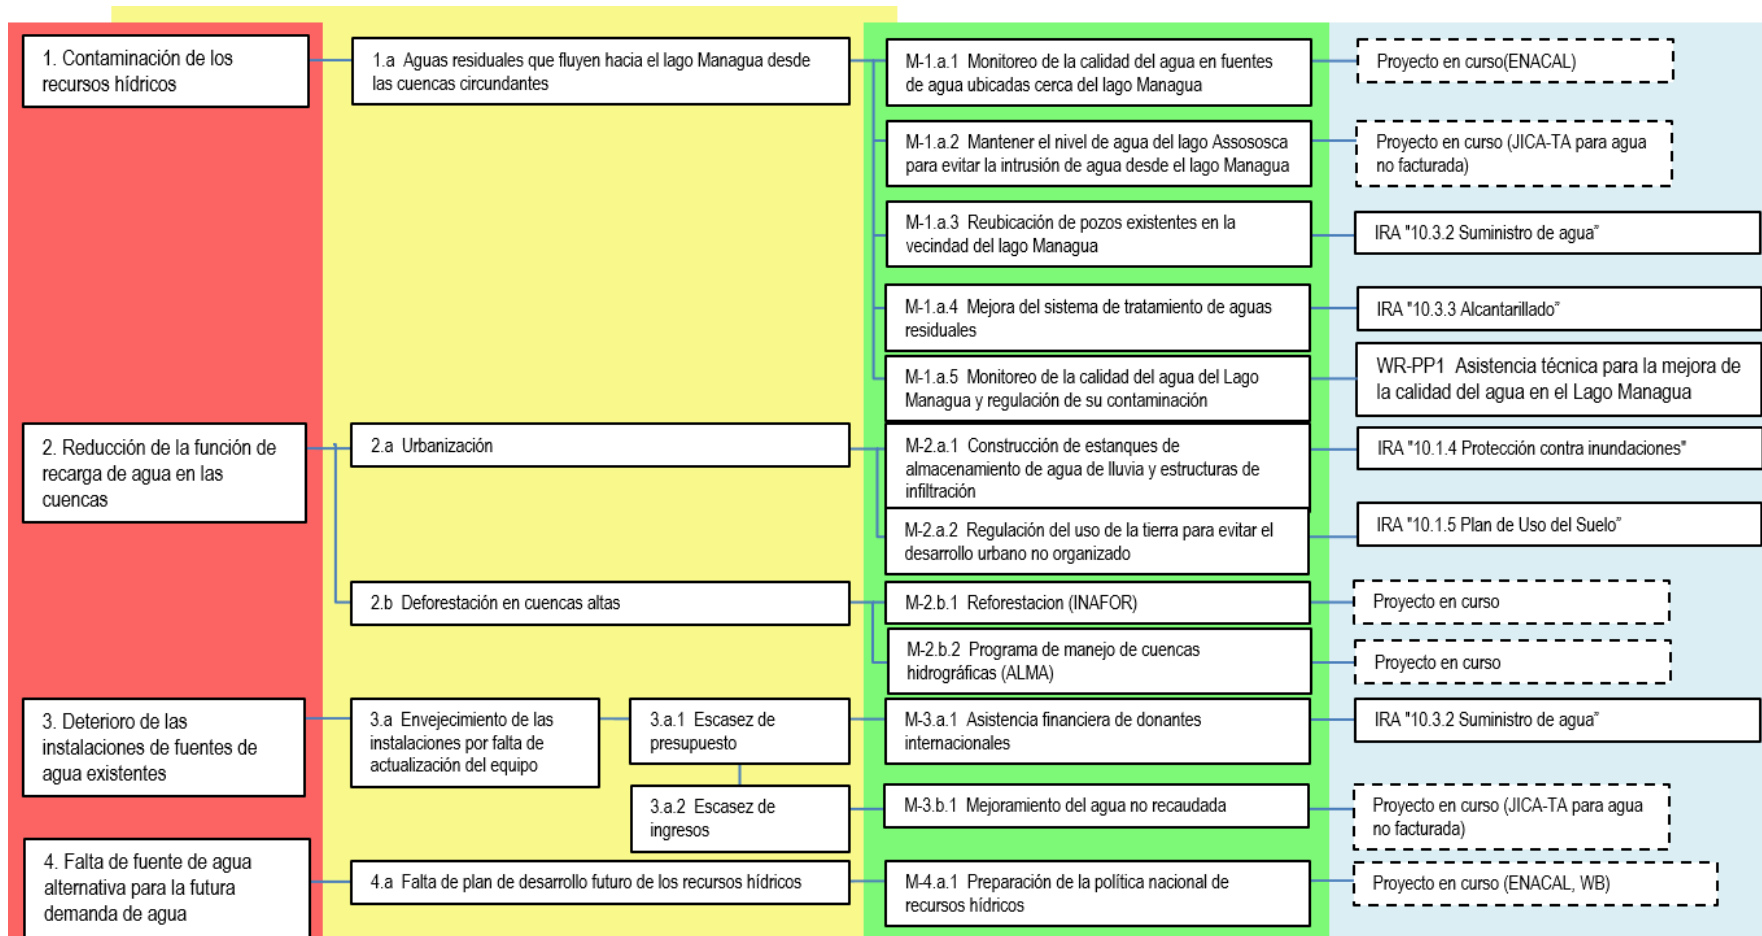 1. Contaminación de los
recursos hídricos
1.a Aguas residuales que fluyen hacia el lago Managua desde
las cuencas circundantes
M-1.a.1 Monitoreo de la calidad del agua en fuentes
de agua ubicadas cerca del lago Managua
Proyecto en curso(ENACAL)
M-1.a.2 Mantener el nivel de agua del lago Assososca
para evitar la intrusión de agua desde el lago Managua
Proyecto en curso (JICA-TA para agua
no facturada)
M-1.a.3 Reubicación de pozos existentes en la
vecindad del lago Managua
IRA "10.3.2 Suministro de agua”
M-1.a.4 Mejora del sistema de tratamiento de aguas
residuales
IRA "10.3.3 Alcantarillado”
M-1.a.5 Monitoreo de la calidad del agua del Lago
Managua y regulación de su contaminación
WR-PP1 Asistencia técnica para la mejora de
la calidad del agua en el Lago Managua
2. Reducción de la función de
recarga de agua en las
cuencas
2.a Urbanización
M-2.a.1 Construcción de estanques de
almacenamiento de agua de lluvia y estructuras de
infiltración
IRA "10.1.4 Protección contra inundaciones"
M-2.a.2 Regulación del uso de la tierra para evitar el
desarrollo urbano no organizado
IRA "10.1.5 Plan de Uso del Suelo”
2.b Deforestación en cuencas altas
M-2.b.1 Reforestacion (INAFOR)
Proyecto en curso
M-2.b.2 Programa de manejo de cuencas
hidrográficas (ALMA)
Proyecto en curso
3. Deterioro de las
instalaciones de fuentes de
agua existentes
3.a Envejecimiento de las
instalaciones por falta de
actualización del equipo
3.a.1 Escasez de
presupuesto
M-3.a.1 Asistencia financiera de donantes
internacionales
IRA "10.3.2 Suministro de agua”
3.a.2 Escasez de
ingresos
M-3.b.1 Mejoramiento del agua no recaudada
Proyecto en curso (JICA-TA para agua
no facturada)
4. Falta de fuente de agua
alternativa para la futura
demanda de agua
4.a Falta de plan de desarrollo futuro de los recursos hídricos
M-4.a.1 Preparación de la política nacional de
recursos hídricos
Proyecto en curso (ENACAL, WB)